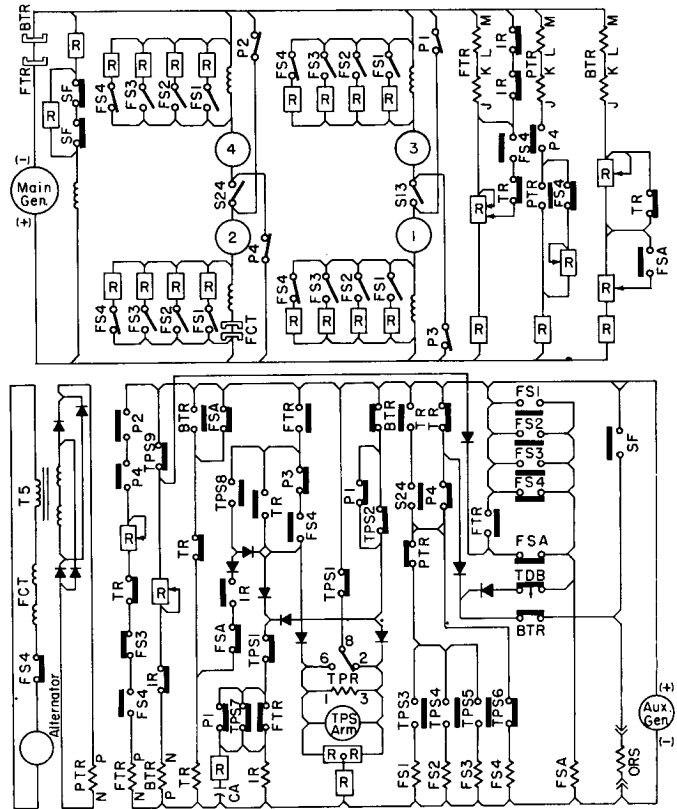 BTR
FTR
R
SF
R
SF
FS4
R
FS3
R
FS2
R
FS1
R
P2
FS4
R
FS3
R
FS2
R
FS1
R
P1
FTR
M
L
K
J
IR
IR
PTR
M
L
K
J
BTR
M
L
K
J
(-)
Main
Gen.
(+)
4
S24
2
P4
3
S13
1
FS4
P4
TR
R
PTR
FS4
R
R
TR
FSA
R
FS4
R
FS3
R
FS2
R
FS1
R
FCT
FS4
R
FS3
R
FS2
R
FS1
R
P3
R
R
R
T5
FCT
FS4
Alternator
PTR
N
P
P2
P4
R
TR
FS3
FS4
FTR
N
P
TPS9
R
IR
BTR
P
N
BTR
FSA
TR
TR
TPS8
TR
IR
FSA
TPS1
P1
TPS7
FTR
R
CA
IR
FTR
P3
FS4
TPS1
8
6
2
TPR
1
3
TPS
Arm
R
R
R
P1
TPS2
BTR
TR
TR
S24
P4
PTR
TPS3
TPS4
TPS5
TPS6
FS1
FS2
FS3
FS4
FS1
FS2
FS3
FS4
FTR
FSA
TDB
BTR
FSA
SF
ORS
(+)
Aux.
Gen
(-)